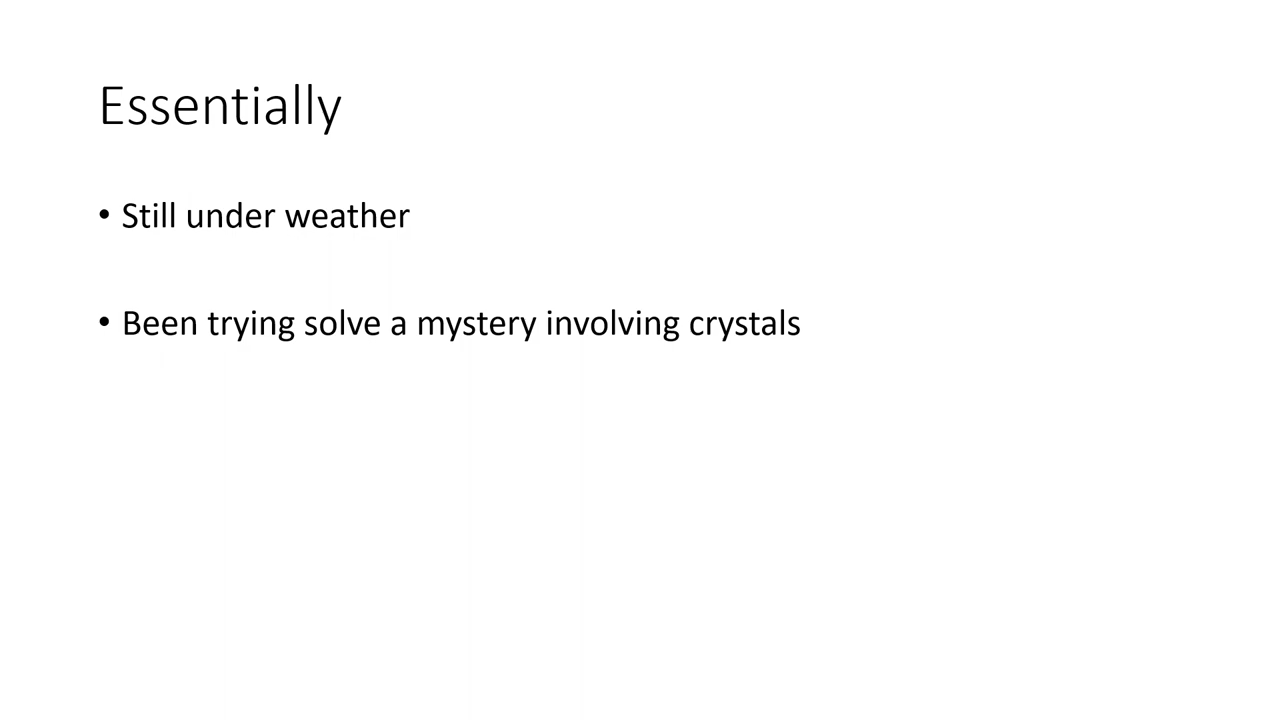 Essentially
• Still under weather
• Been trying solve a mystery involving crystals